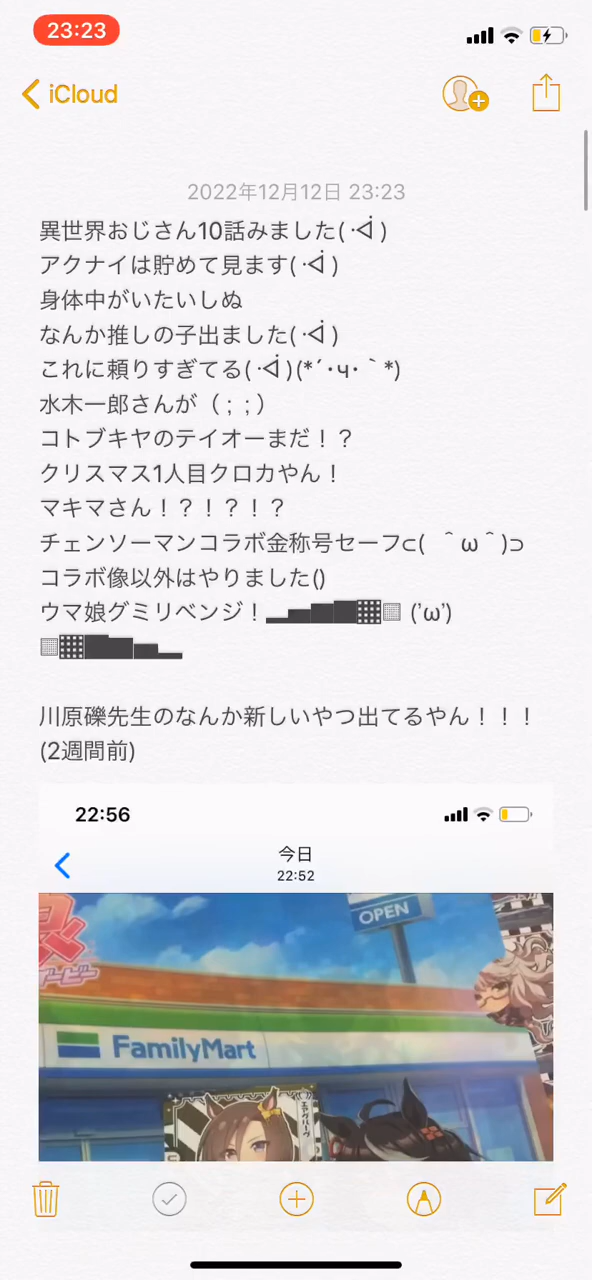 23:23
iCloud
2022年12月12日 23:23
異世界おじさん10話みました( ·ᐛ )
アクナイは貯めて見ます( ·ᐛ )
身体中がいたいしぬ
なんか推しの子出ました( ·ᐛ )
これに頼りすぎてる( ·ᐛ )(*´･ч･｀*)
水木一郎さんが（ ; ; ）
コトブキヤのテイオーまだ！？
クリスマス1人目クロカやん！
マキマさん！？！？！？
チェンソーマンコラボ金称号セーフ⊂( ＾ω＾)⊃
コラボ像以外はやりました()
ウマ娘グミリベンジ！▂▅▇█▓▒ ('ω')
▒▓█▇▅▂
川原礫先生のなんか新しいやつ出てるやん！！！
(2週間前)
22:56
今日
22:52
OPEN
FamilyMart